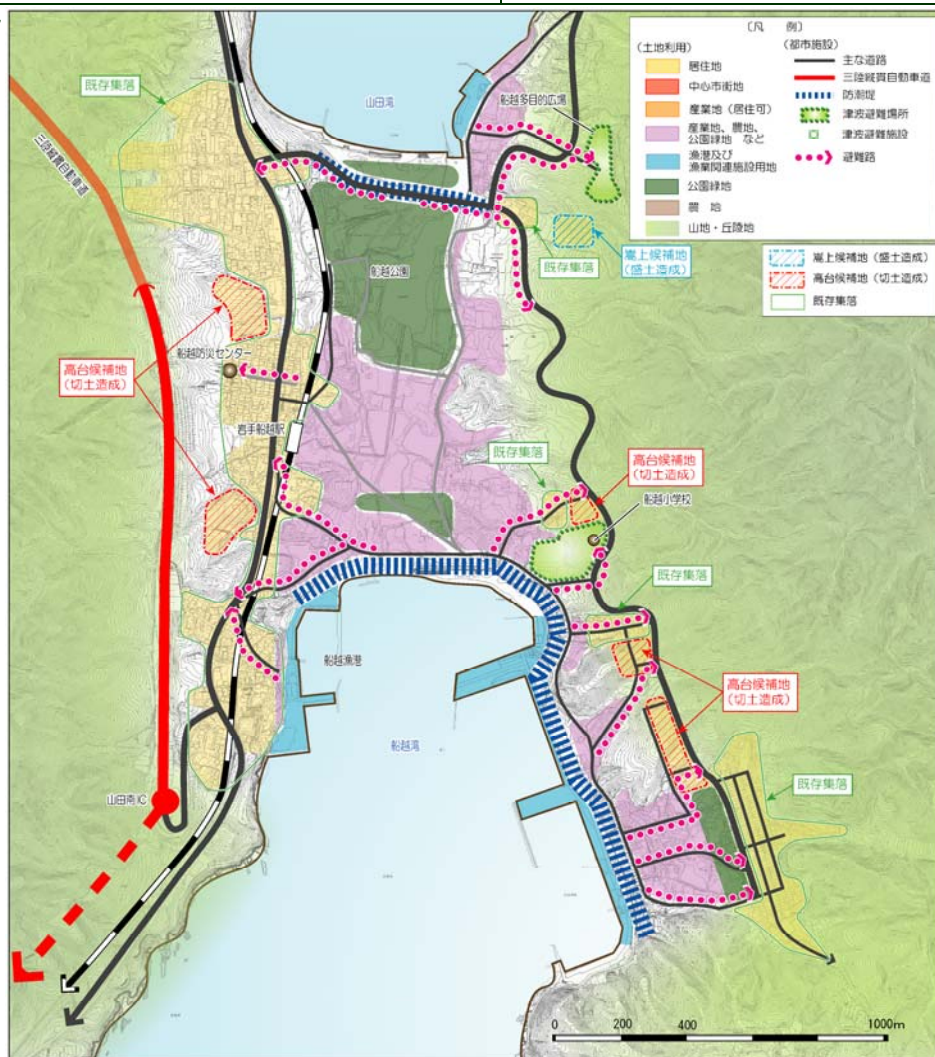 〔凡 例〕
（土地利用）
居住地
中心市街地
産業地（居住可）
産業地、農地、
公園緑地 など
漁港及び
漁業関連施設用地
公園緑地
農 地
山地・丘陵地
（都市施設）
主な道路
三陸縦貫自動車道
防潮堤
津波避難場所
津波避難施設
避難路
嵩上候補地（盛土造成）
高台候補地（切土造成）
既存集落
既存集落
山田湾
船越多目的広場
三陸縦貫自動車道
嵩上候補地
（盛土造成）
既存集落
船越公園
高台候補地
（切土造成）
船越防災センター
岩手船越駅
既存集落
高台候補地
（切土造成）
船越小学校
既存集落
船越漁港
高台候補地
（切土造成）
船越湾
既存集落
山田南IC
0 200 400 1000m